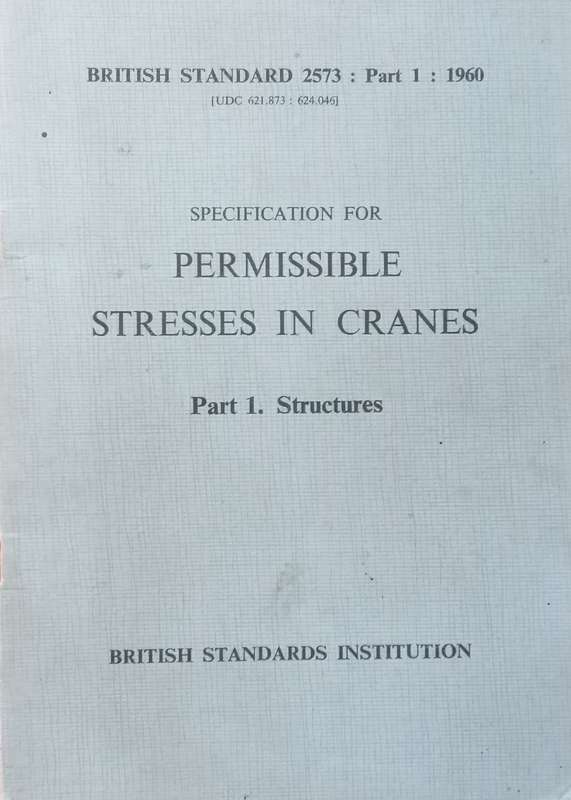 BRITISH STANDARD 2573 : Part 1 : 1960
[UDC 621.873 : 624.046]
SPECIFICATION FOR
PERMISSIBLE
STRESSES IN CRANES
Part 1. Structures
BRITISH STANDARDS INSTITUTION